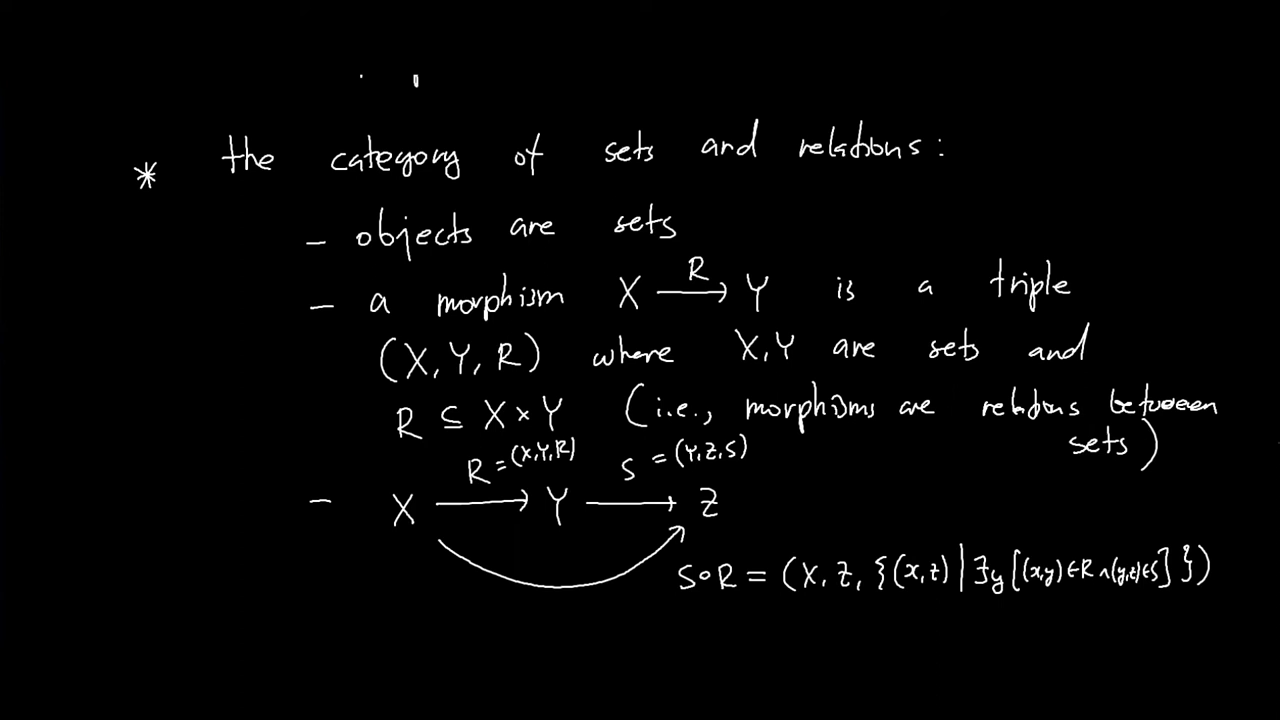 * the category of sets and relations:
- objects are sets
- a morphism X —R→ Y is a triple
(X, Y, R) where X, Y are sets and
R ⊆ X × Y (i.e., morphisms are relations between
sets)
R = (X,Y,R) S = (Y,Z,S)
- X ⟶ Y ⟶ Z
S∘R = (X, Z, {(x,z) | ∃y[(x,y)∈R ∧ (y,z)∈S]})